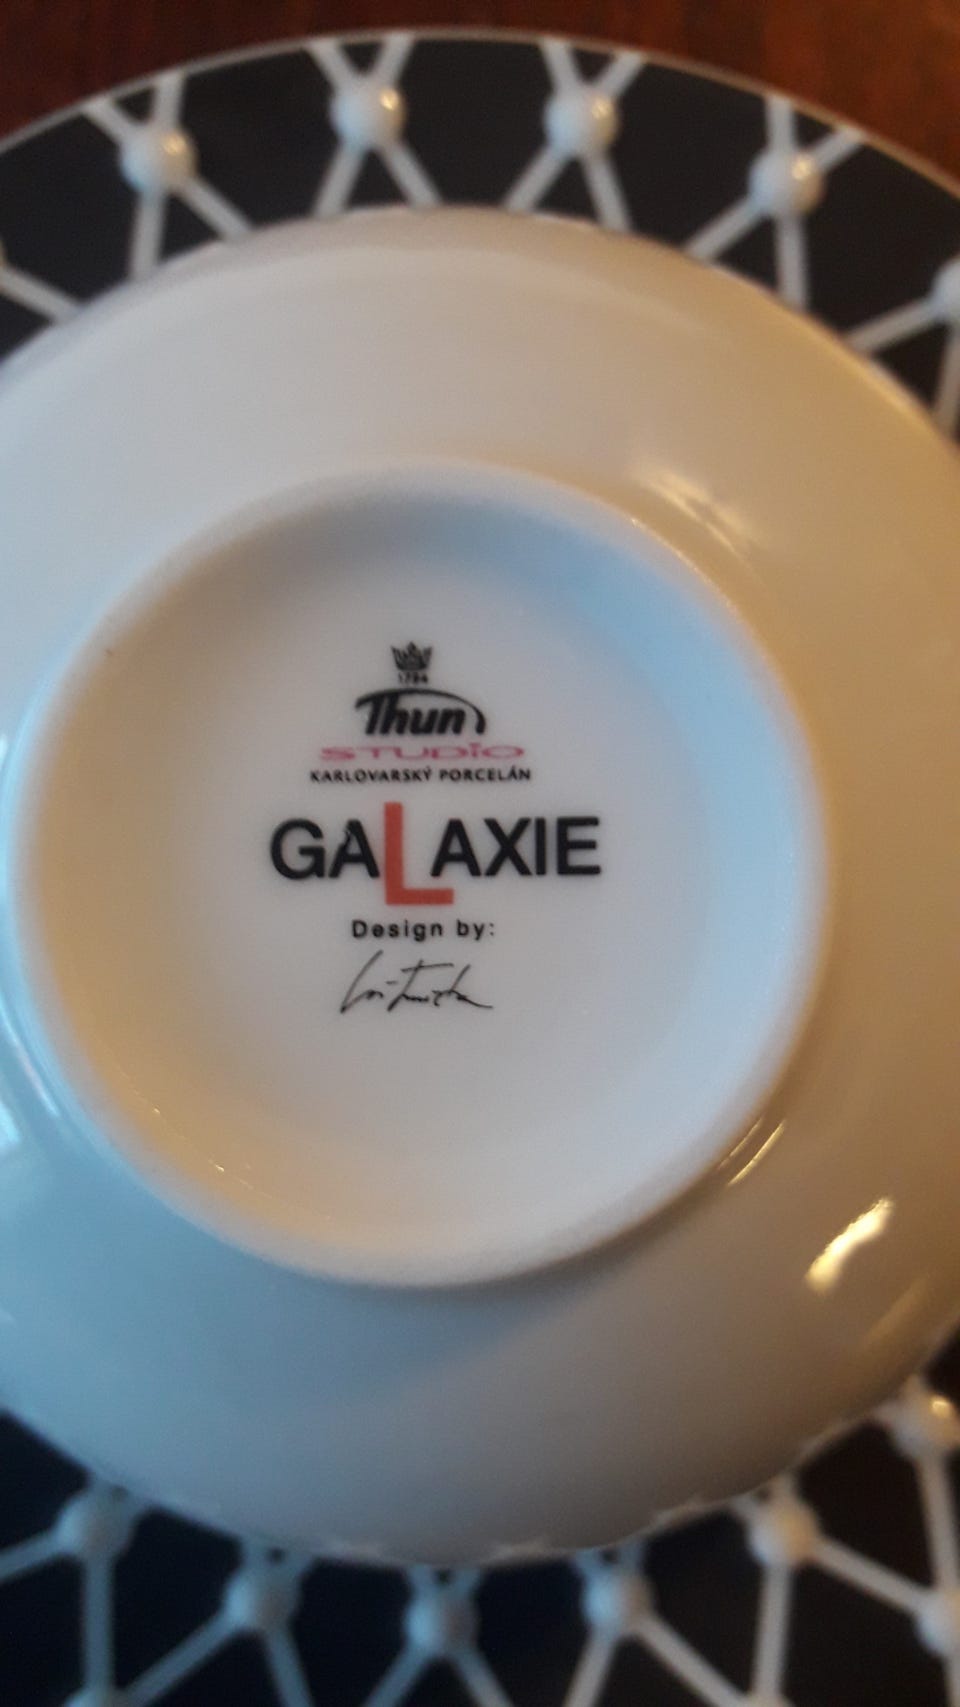 1794
Thun
STUDIO
KARLOVARSKÝ PORCELÁN
GALAXIE
Design by: